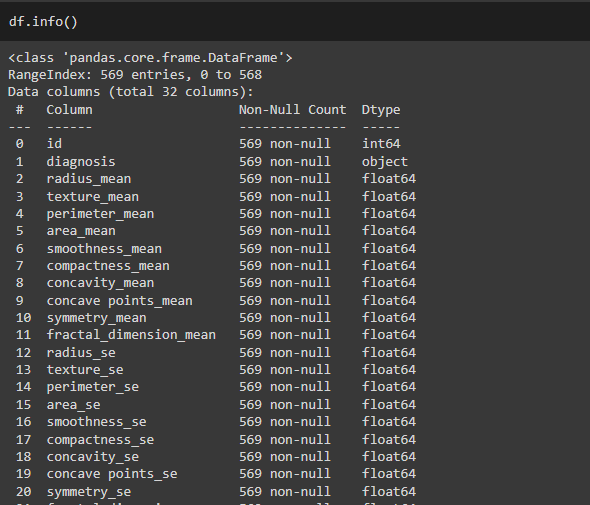 df.info()
<class 'pandas.core.frame.DataFrame'>
RangeIndex: 569 entries, 0 to 568
Data columns (total 32 columns):
 #   Column                   Non-Null Count  Dtype
---  ------                   --------------  -----
 0   id                       569 non-null    int64
 1   diagnosis                569 non-null    object
 2   radius_mean              569 non-null    float64
 3   texture_mean             569 non-null    float64
 4   perimeter_mean           569 non-null    float64
 5   area_mean                569 non-null    float64
 6   smoothness_mean          569 non-null    float64
 7   compactness_mean         569 non-null    float64
 8   concavity_mean           569 non-null    float64
 9   concave points_mean      569 non-null    float64
 10  symmetry_mean            569 non-null    float64
 11  fractal_dimension_mean   569 non-null    float64
 12  radius_se                569 non-null    float64
 13  texture_se               569 non-null    float64
 14  perimeter_se             569 non-null    float64
 15  area_se                  569 non-null    float64
 16  smoothness_se            569 non-null    float64
 17  compactness_se           569 non-null    float64
 18  concavity_se             569 non-null    float64
 19  concave points_se        569 non-null    float64
 20  symmetry_se              569 non-null    float64